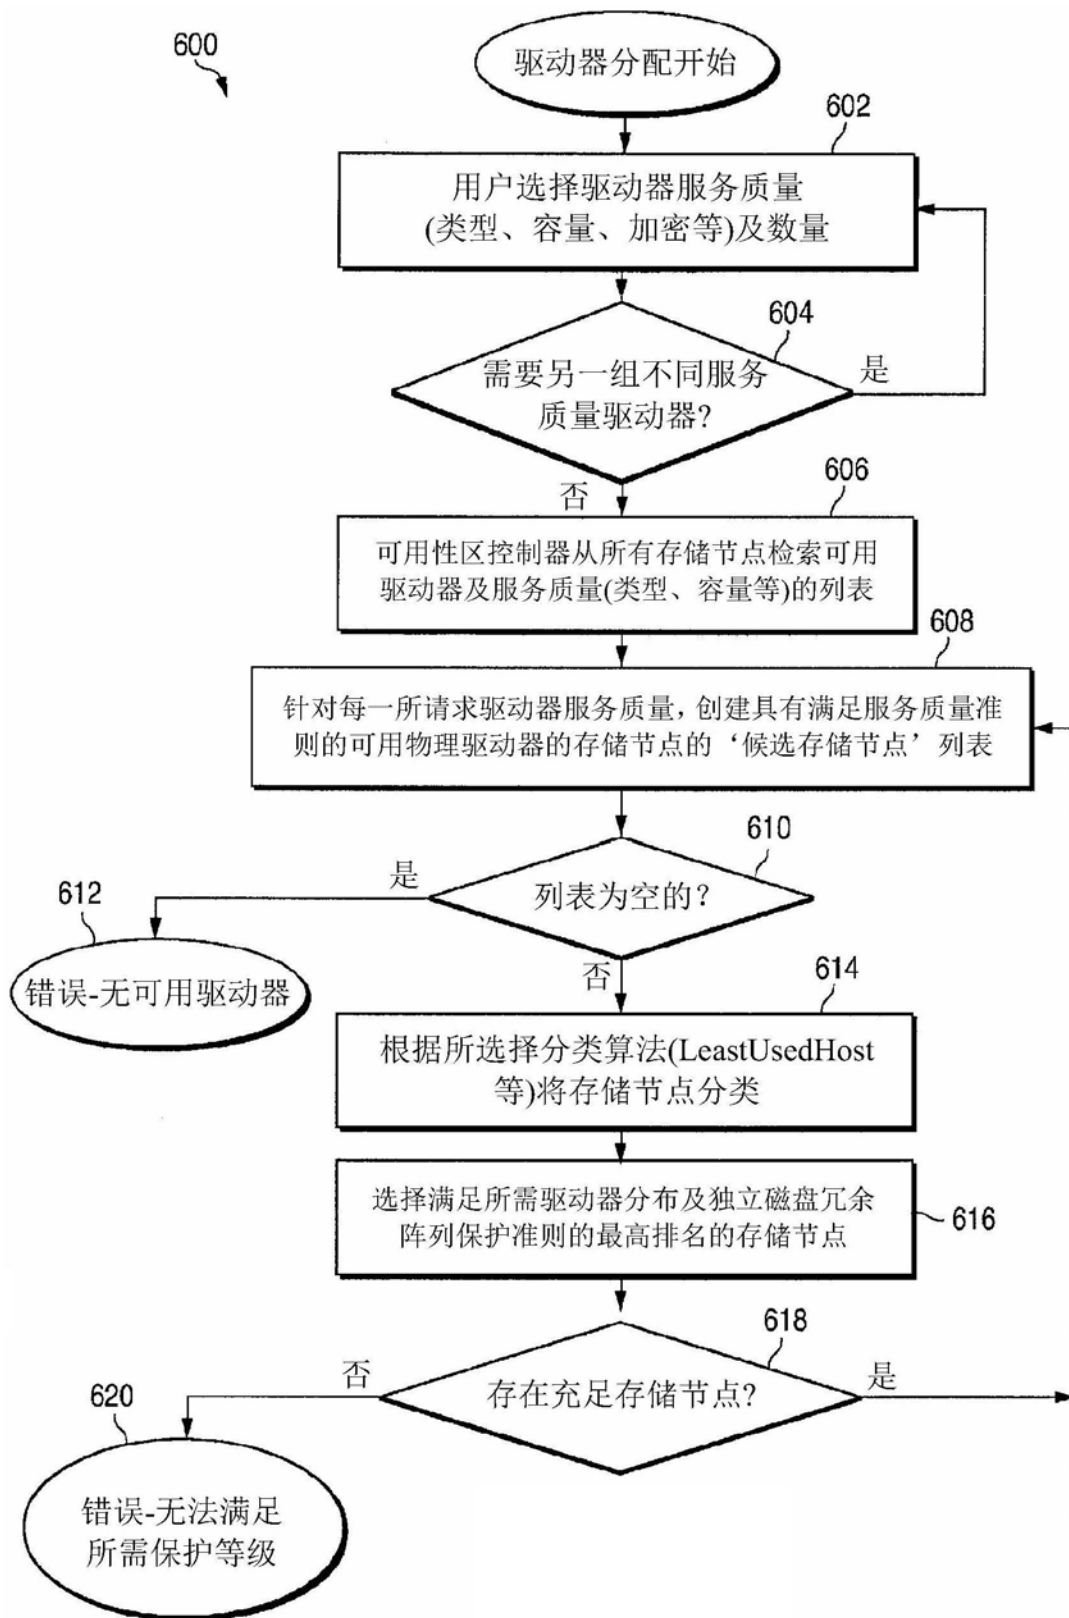 600
驱动器分配开始
602
用户选择驱动器服务质量
(类型、容量、加密等)及数量
604
需要另一组不同服务
质量驱动器?
是
否
606
可用性区控制器从所有存储节点检索可用
驱动器及服务质量(类型、容量等)的列表
608
针对每一所请求驱动器服务质量，创建具有满足服务质量准
则的可用物理驱动器的存储节点的‘候选存储节点’列表
610
列表为空的？
是
612
错误-无可用驱动器
否
614
根据所选择分类算法(LeastUsedHost
等)将存储节点分类
选择满足所需驱动器分布及独立磁盘冗余
阵列保护准则的最高排名的存储节点
616
618
存在充足存储节点?
否
是
620
错误-无法满足
所需保护等级